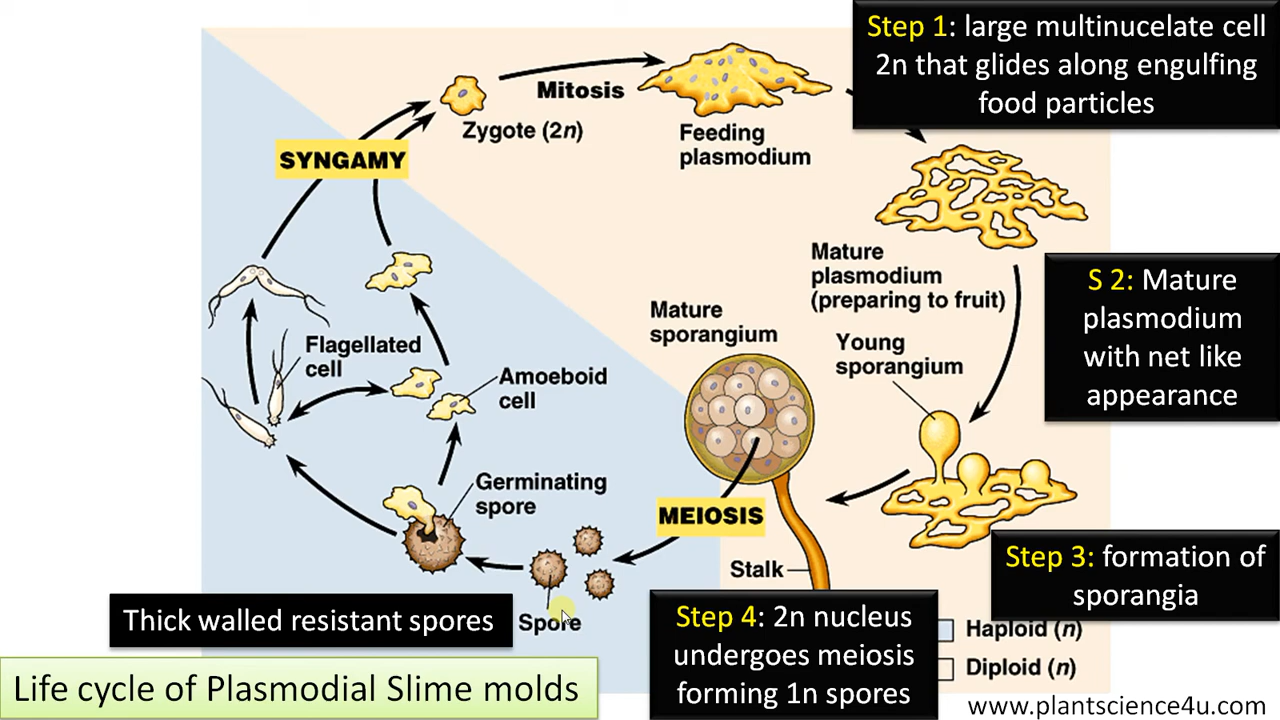 Step 1: large multinucelate cell
2n that glides along engulfing
food particles
Mitosis
Zygote (2n)
Feeding
plasmodium
SYNGAMY
Mature
plasmodium
(preparing to fruit)
S 2: Mature
plasmodium
with net like
appearance
Mature
sporangium
Young
sporangium
Flagellated
cell
Amoeboid
cell
Germinating
spore
MEIOSIS
Stalk
Step 3: formation of
sporangia
Thick walled resistant spores
Spore
Step 4: 2n nucleus
undergoes meiosis
forming 1n spores
Haploid (n)
Diploid (n)
Life cycle of Plasmodial Slime molds
www.plantscience4u.com